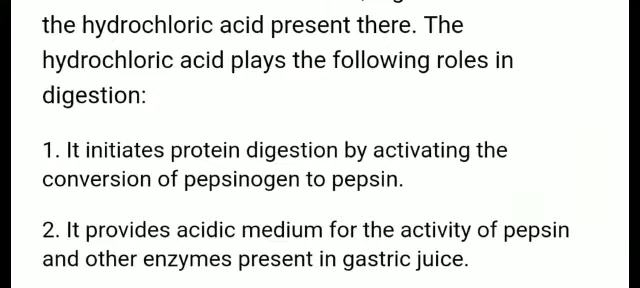 the hydrochloric acid present there. The
hydrochloric acid plays the following roles in
digestion:
1. It initiates protein digestion by activating the
conversion of pepsinogen to pepsin.
2. It provides acidic medium for the activity of pepsin
and other enzymes present in gastric juice.